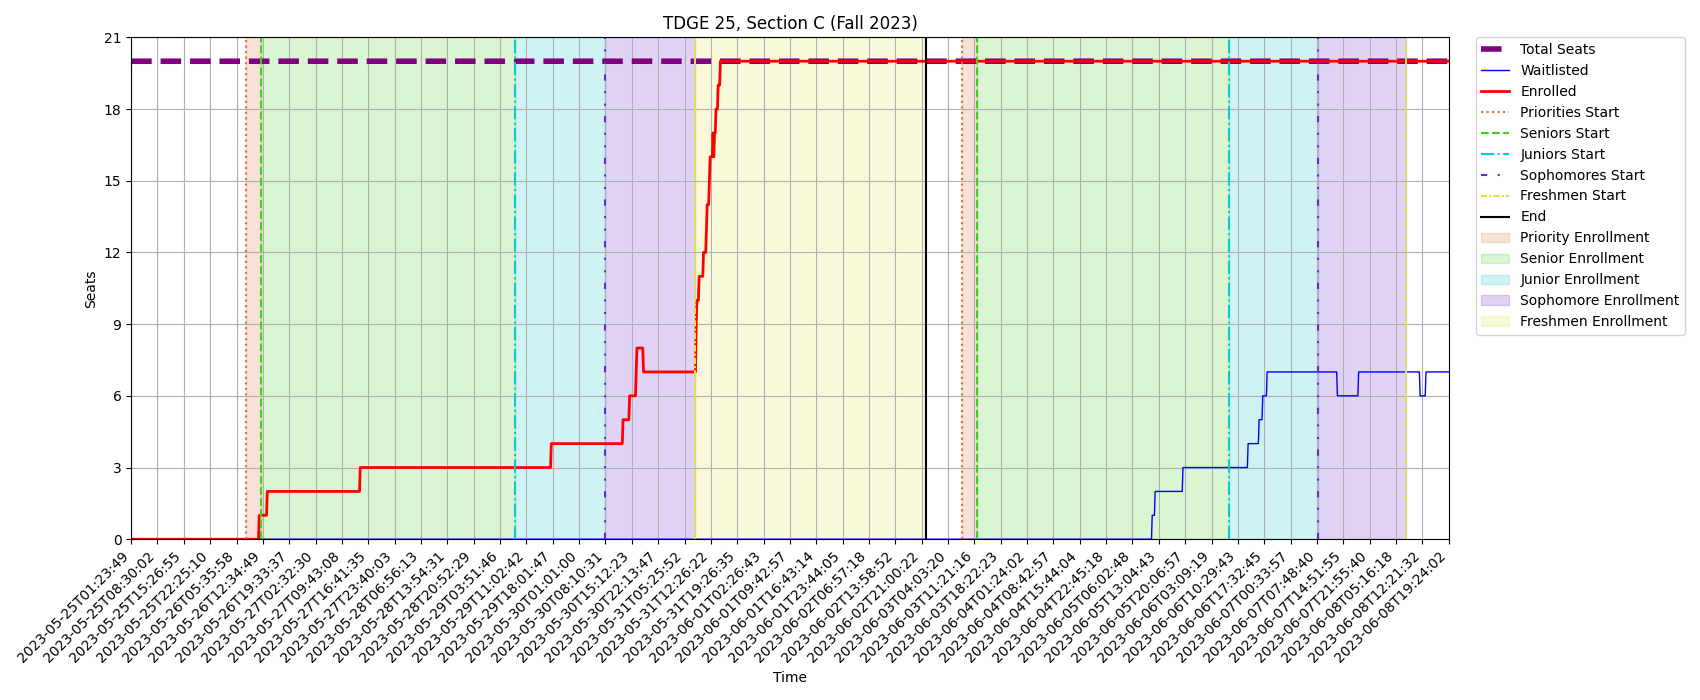 TDGE 25, Section C (Fall 2023)
21
18
15
12
9
6
3
0
Seats
2023-05-25T01:23:49
2023-05-25T08:30:02
2023-05-25T15:26:55
2023-05-25T22:25:10
2023-05-26T05:35:58
2023-05-26T12:34:49
2023-05-26T19:33:37
2023-05-27T02:32:30
2023-05-27T09:43:08
2023-05-27T16:41:35
2023-05-27T23:40:03
2023-05-28T06:56:13
2023-05-28T13:54:31
2023-05-28T20:52:29
2023-05-29T03:51:46
2023-05-29T11:02:42
2023-05-29T18:01:47
2023-05-30T01:01:00
2023-05-30T08:10:31
2023-05-30T15:12:23
2023-05-30T22:13:47
2023-05-31T05:25:52
2023-05-31T12:26:22
2023-05-31T19:26:35
2023-06-01T02:26:43
2023-06-01T09:42:57
2023-06-01T16:43:14
2023-06-01T23:44:05
2023-06-02T06:57:18
2023-06-02T13:58:52
2023-06-02T21:00:22
2023-06-03T04:03:20
2023-06-03T11:21:16
2023-06-03T18:22:23
2023-06-04T01:24:02
2023-06-04T08:42:57
2023-06-04T15:44:04
2023-06-04T22:45:18
2023-06-05T06:02:48
2023-06-05T13:04:45
2023-06-05T20:06:57
2023-06-06T03:09:19
2023-06-06T10:29:43
2023-06-06T17:32:45
2023-06-07T00:33:57
2023-06-07T07:48:40
2023-06-07T14:51:55
2023-06-07T21:55:40
2023-06-08T05:16:18
2023-06-08T12:21:32
2023-06-08T19:24:02
Time
Total Seats
Waitlisted
Enrolled
Priorities Start
Seniors Start
Juniors Start
Sophomores Start
Freshmen Start
End
Priority Enrollment
Senior Enrollment
Junior Enrollment
Sophomore Enrollment
Freshmen Enrollment